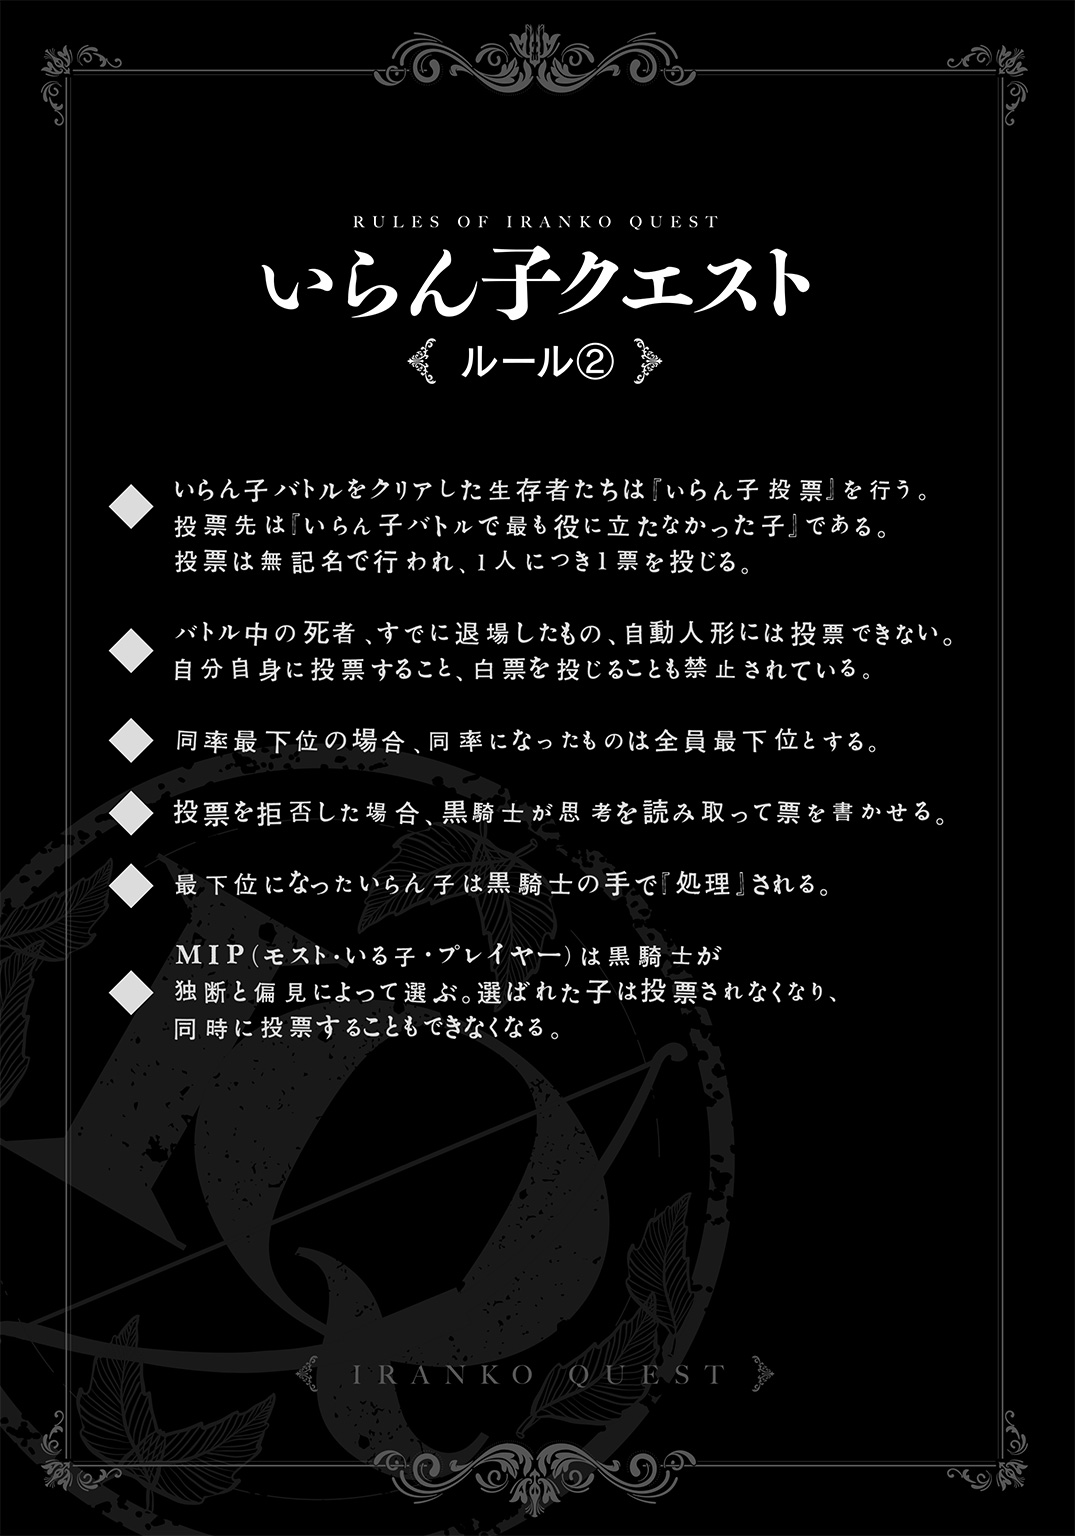 RULES OF IRANKO QUEST
いらん子クエスト
ルール②
いらん子バトルをクリアした生存者たちは『いらん子投票』を行う。
投票先は『いらん子バトルで最も役に立たなかった子』である。
投票は無記名で行われ、1人につき1票を投じる。
バトル中の死者、すでに退場したもの、自動人形には投票できない。
自分自身に投票すること、白票を投じることも禁止されている。
同率最下位の場合、同率になったものは全員最下位とする。
投票を拒否した場合、黒騎士が思考を読み取って票を書かせる。
最下位になったいらん子は黒騎士の手で『処理』される。
MIP(モスト・いる子・プレイヤー)は黒騎士が
独断と偏見によって選ぶ。選ばれた子は投票されなくなり、
同時に投票することもできなくなる。
IRANKO QUEST